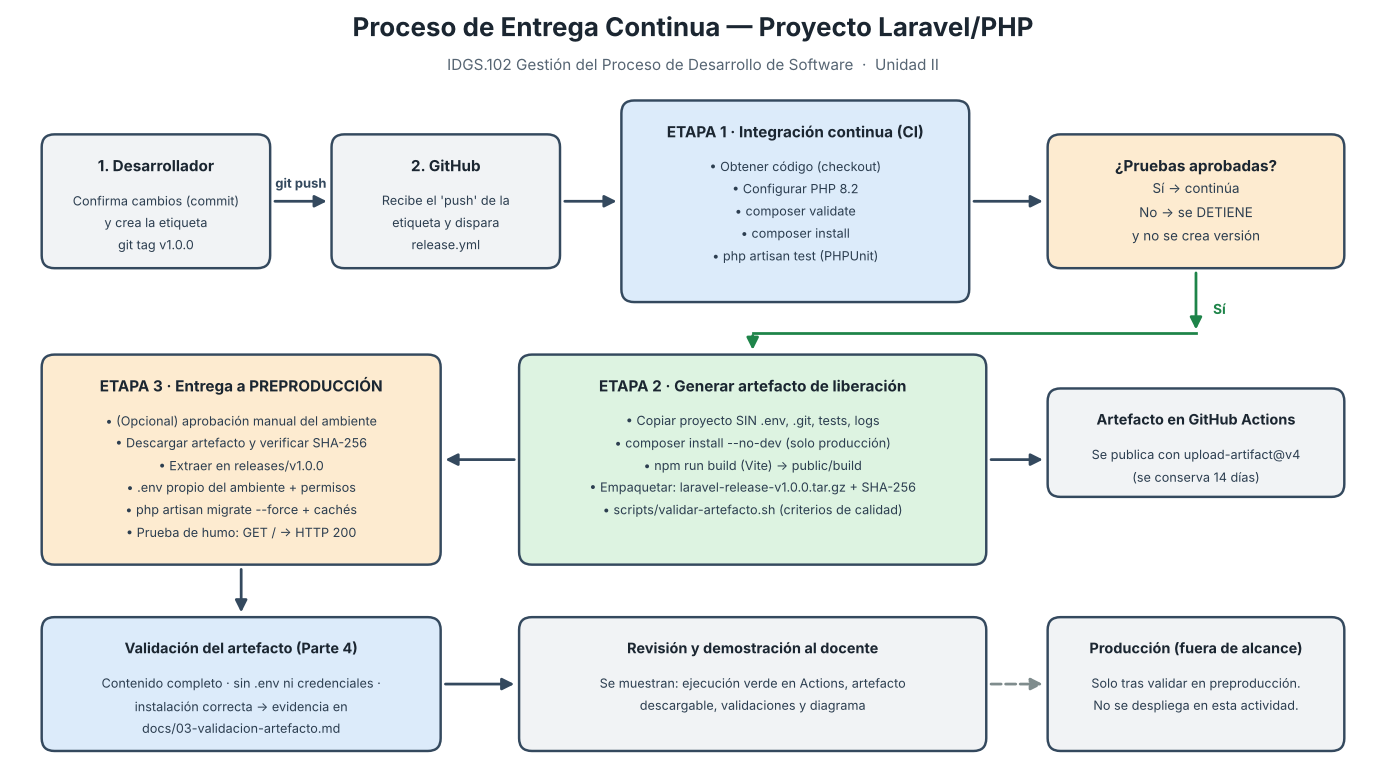 Proceso de Entrega Continua — Proyecto Laravel/PHP
IDGS.102 Gestión del Proceso de Desarrollo de Software · Unidad II
1. Desarrollador
Confirma cambios (commit)
y crea la etiqueta
git tag v1.0.0
git push
2. GitHub
Recibe el 'push' de la
etiqueta y dispara
release.yml
ETAPA 1 · Integración continua (CI)
• Obtener código (checkout)
• Configurar PHP 8.2
• composer validate
• composer install
• php artisan test (PHPUnit)
¿Pruebas aprobadas?
Sí → continúa
No → se DETIENE
y no se crea versión
Sí
ETAPA 3 · Entrega a PREPRODUCCIÓN
• (Opcional) aprobación manual del ambiente
• Descargar artefacto y verificar SHA-256
• Extraer en releases/v1.0.0
• .env propio del ambiente + permisos
• php artisan migrate --force + cachés
• Prueba de humo: GET / → HTTP 200
ETAPA 2 · Generar artefacto de liberación
• Copiar proyecto SIN .env, .git, tests, logs
• composer install --no-dev (solo producción)
• npm run build (Vite) → public/build
• Empaquetar: laravel-release-v1.0.0.tar.gz + SHA-256
• scripts/validar-artefacto.sh (criterios de calidad)
Artefacto en GitHub Actions
Se publica con upload-artifact@v4
(se conserva 14 días)
Validación del artefacto (Parte 4)
Contenido completo · sin .env ni credenciales ·
instalación correcta → evidencia en
docs/03-validacion-artefacto.md
Revisión y demostración al docente
Se muestran: ejecución verde en Actions, artefacto
descargable, validaciones y diagrama
Producción (fuera de alcance)
Solo tras validar en preproducción.
No se despliega en esta actividad.